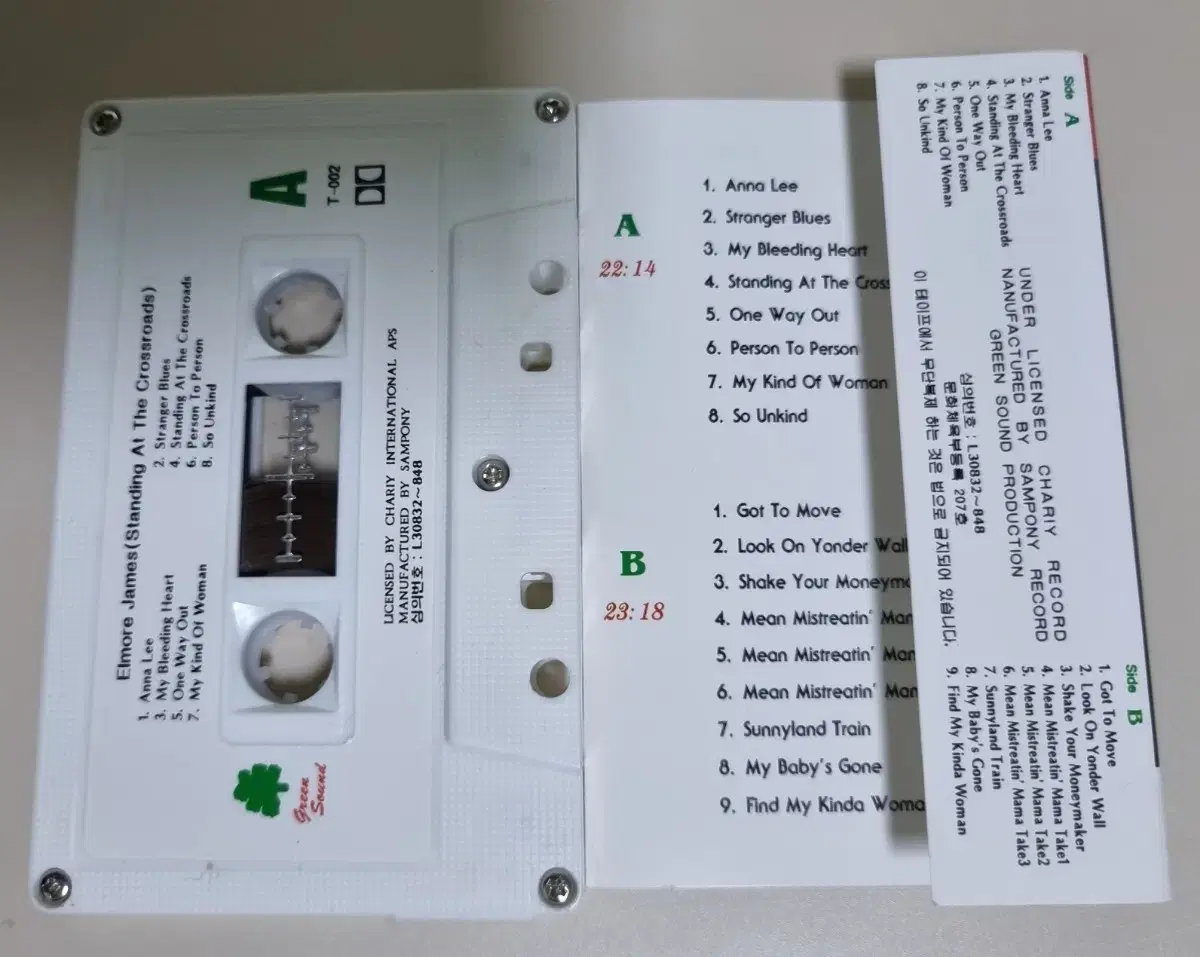 A
T-002
Elmore James(Standing At The Crossroads)
1. Anna Lee
2. Stranger Blues
3. My Bleeding Heart
4. Standing At The Crossroads
5. One Way Out
6. Person To Person
7. My Kind Of Woman
8. So Unkind
LICENSED BY CHARIY INTERNATIONAL APS
MANUFACTURED BY SAMPONY
심의번호 : L30832~848
Green
Sound
A
22:14
1. Anna Lee
2. Stranger Blues
3. My Bleeding Heart
4. Standing At The Cross
5. One Way Out
6. Person To Person
7. My Kind Of Woman
8. So Unkind
B
23:18
1. Got To Move
2. Look On Yonder Wall
3. Shake Your Moneym
4. Mean Mistreatin' Mam
5. Mean Mistreatin' Mam
6. Mean Mistreatin' Mam
7. Sunnyland Train
8. My Baby's Gone
9. Find My Kinda Woma
Side A
1. Anna Lee
2. Stranger Blues
3. My Bleeding Heart
4. Standing At The Crossroads
5. One Way Out
6. Person To Person
7. My Kind Of Woman
8. So Unkind
UNDER LICENSED CHARIY RECORD
NANUFACTURED BY SAMPONY RECORD
GREEN SOUND PRODUCTION
심의번호 : L30832~848
문화체육부등록 207호
이 테이프에서 무단복제 하는 것은 법으로 금지되어 있습니다.
Side B
1. Got To Move
2. Look On Yonder Wall
3. Shake Your Moneymaker
4. Mean Mistreatin' Mama Take1
5. Mean Mistreatin' Mama Take2
6. Mean Mistreatin' Mama Take3
7. Sunnyland Train
8. My Baby's Gone
9. Find My Kinda Woman